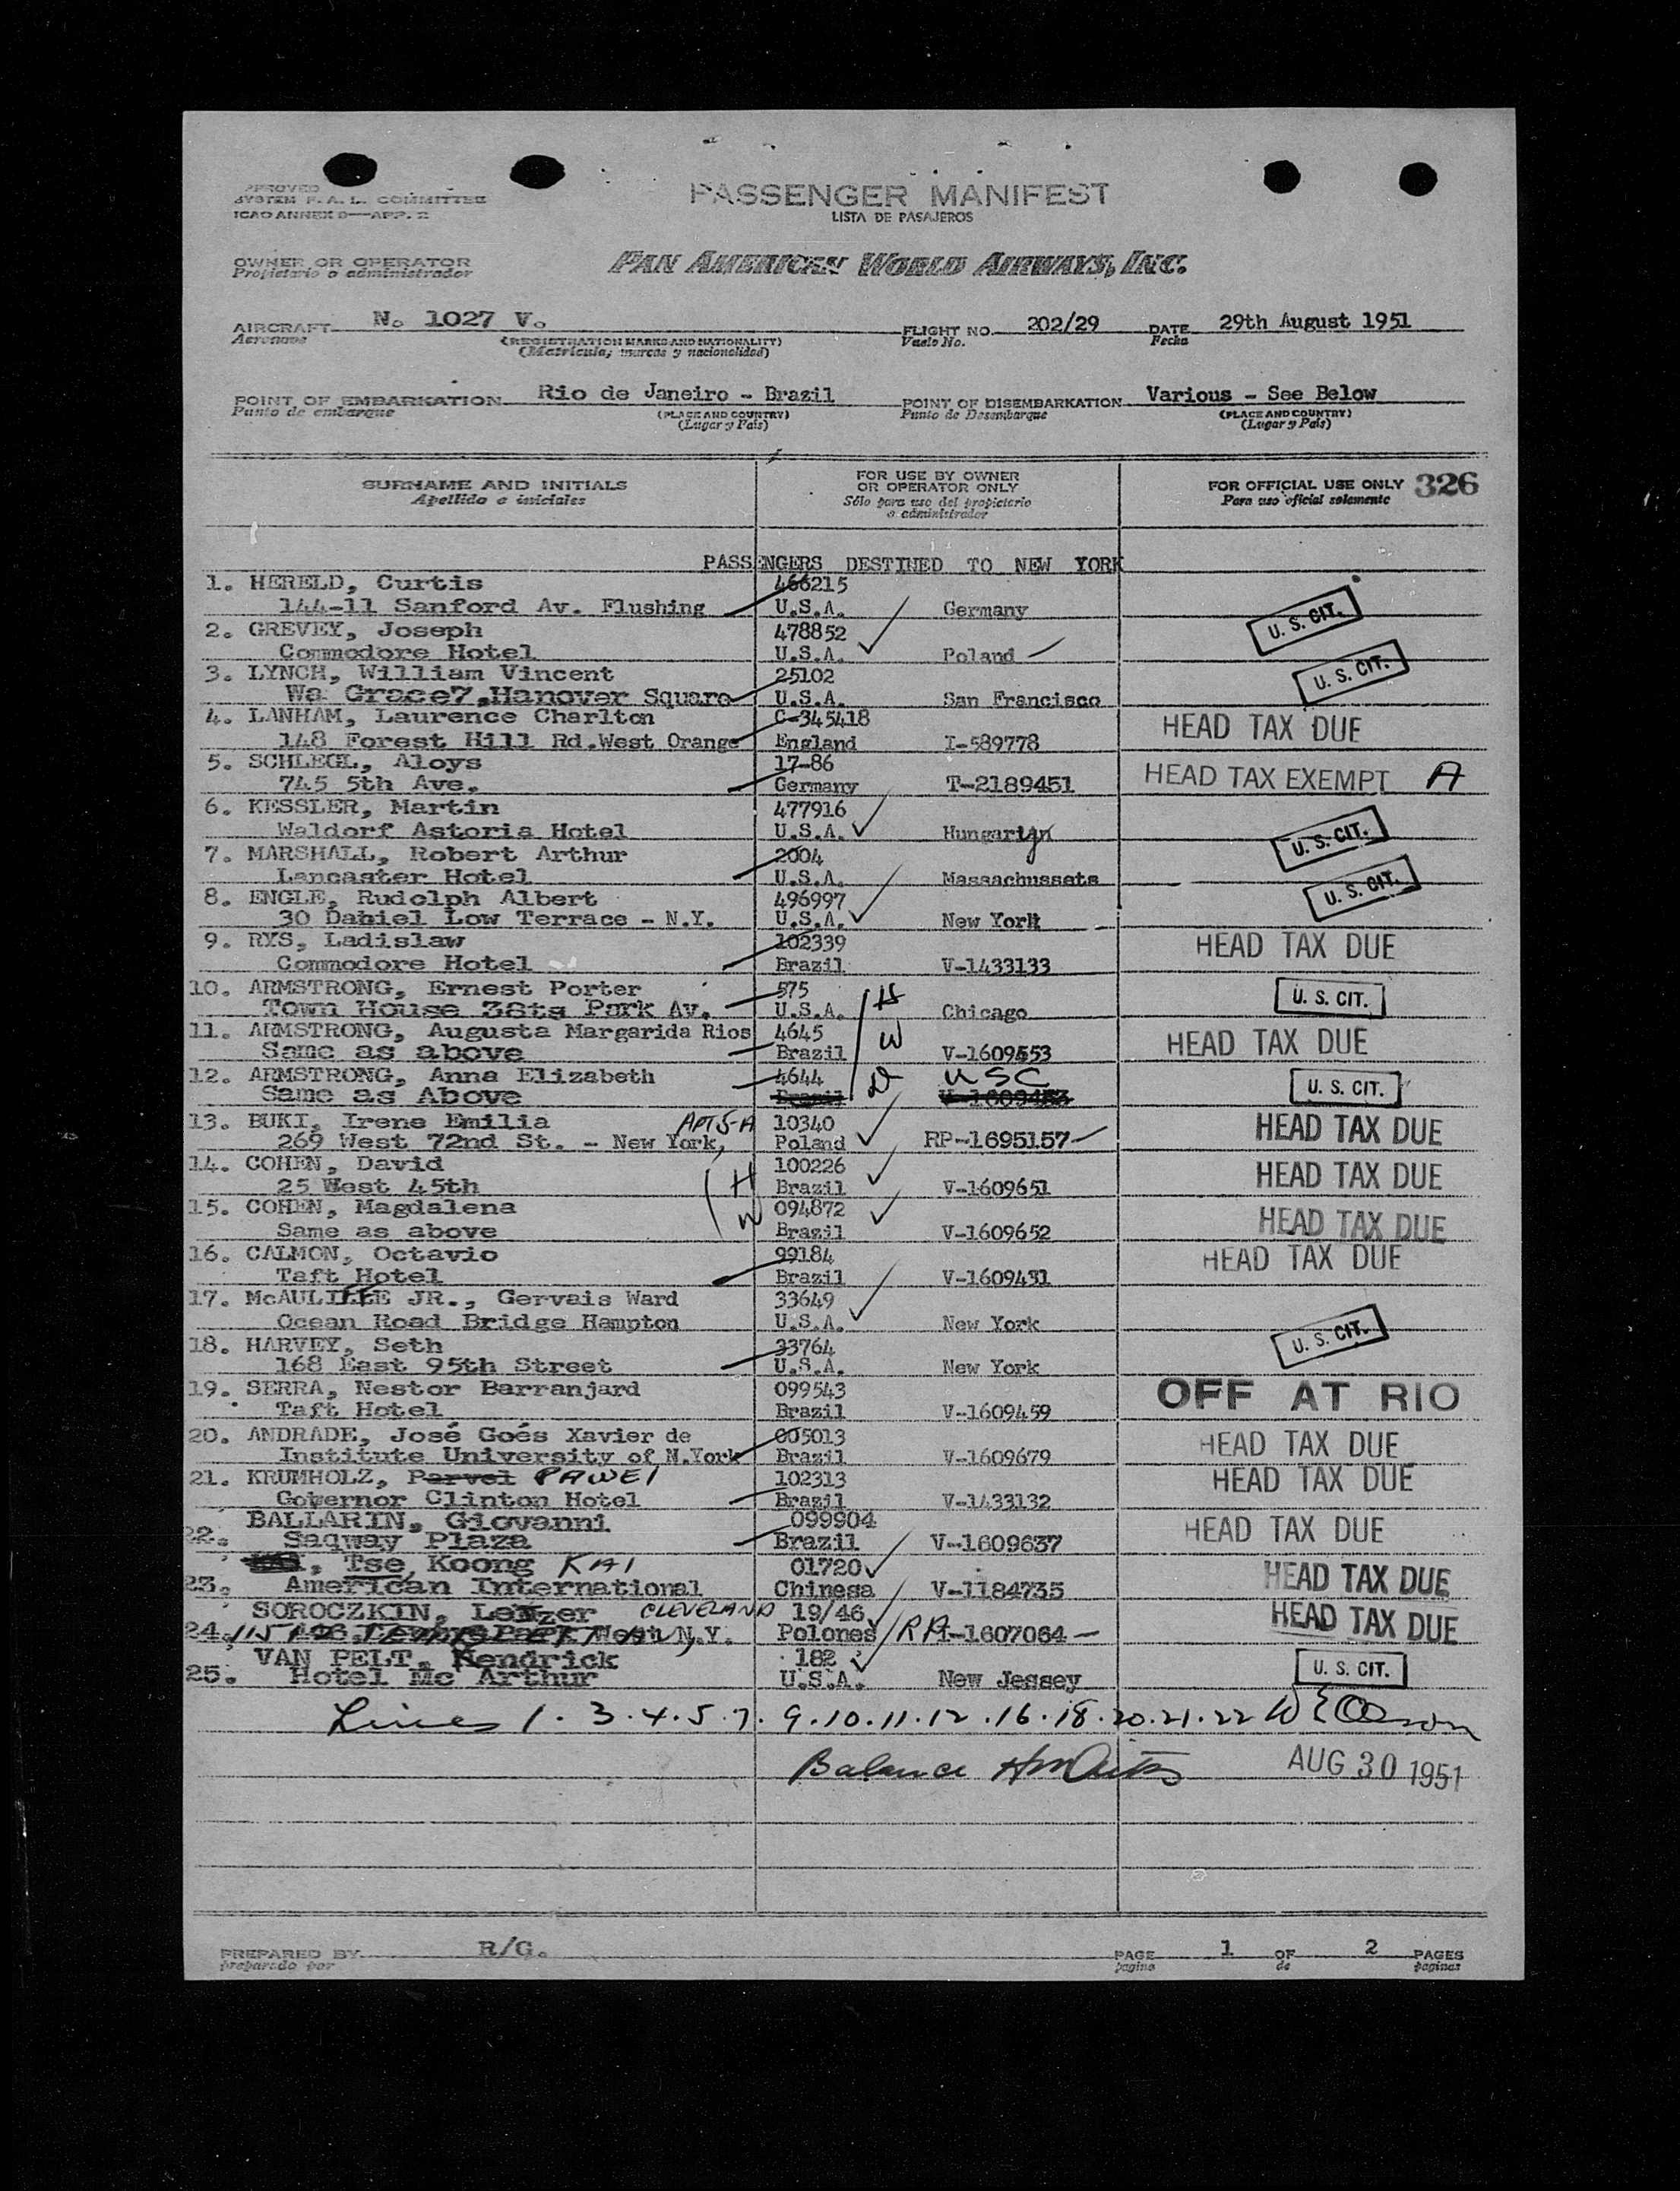 APPROVED
SYSTEM F. A. L. COMMITTEE
ICAO ANNEX 9—APP. 2
PASSENGER MANIFEST
LISTA DE PASAJEROS
OWNER OR OPERATOR
Propietario o administrador
PAN AMERICAN WORLD AIRWAYS, INC.
AIRCRAFT No 1027 V. FLIGHT NO. 202/29 DATE 29th August 1951
Aeronave (REGISTRATION MARKS AND NATIONALITY) Vuelo No. Fecha
(Matricula; marcas y nacionalidad)
POINT OF EMBARKATION Rio de Janeiro - Brazil POINT OF DISEMBARKATION Various - See Below
Punto de embarque (PLACE AND COUNTRY) Punto de Desembarque (PLACE AND COUNTRY)
(Lugar y País) (Lugar y País)
SURNAME AND INITIALS FOR USE BY OWNER OR OPERATOR ONLY FOR OFFICIAL USE ONLY 326
Apellido e iniciales Sólo para uso del propietario o administrador Para uso oficial solamente
PASSENGERS DESTINED TO NEW YORK
1. HERELD, Curtis 466215
144-11 Sanford Av. Flushing U.S.A. Germany U. S. CIT.
2. GREVEY, Joseph 478852
Commodore Hotel U.S.A. Poland
3. LYNCH, William Vincent 25102 U. S. CIT.
Wa Grace7,Hanover Square U.S.A. San Francisco
4. LANHAM, Laurence Charlton C-345418 HEAD TAX DUE
148 Forest Hill Rd.West Orange England I-589778
5. SCHLEGL, Aloys 17-86 HEAD TAX EXEMPT A
745 5th Ave. Germany T-2189451
6. KESSLER, Martin 477916
Waldorf Astoria Hotel U.S.A. Hungarian U. S. CIT.
7. MARSHALL, Robert Arthur 2004
Lancaster Hotel U.S.A. Massachussets
8. ENGLE, Rudolph Albert 496997 U. S. CIT.
30 Daniel Low Terrace - N.Y. U.S.A. New York
9. RYS, Ladislaw 102339 HEAD TAX DUE
Commodore Hotel Brazil V-1433133
10. ARMSTRONG, Ernest Porter 575 H U. S. CIT.
Town House 38ts Park Av. U.S.A. Chicago
11. ARMSTRONG, Augusta Margarida Rios 4645 W HEAD TAX DUE
Same as above Brazil V-1609553
12. ARMSTRONG, Anna Elizabeth 4644 D USC U. S. CIT.
Same as Above Brazil
13. BUKI, Irene Emilia APT 5-A 10340 HEAD TAX DUE
269 West 72nd St. - New York, Poland RP-1695157
14. COHEN, David H 100226 HEAD TAX DUE
25 West 45th Brazil V-1609651
15. COHEN, Magdalena W 094872 HEAD TAX DUE
Same as above Brazil V-1609652
16. CALMON, Octavio 99184 HEAD TAX DUE
Taft Hotel Brazil V-1609431
17. McAULIFFE JR., Gervais Ward 33649
Ocean Road Bridge Hampton U.S.A. New York U. S. CIT.
18. HARVEY, Seth 33764
168 East 95th Street U.S.A. New York
19. SERRA, Nestor Barranjard 099543 OFF AT RIO
Taft Hotel Brazil V-1609459
20. ANDRADE, José Goés Xavier de 005013 HEAD TAX DUE
Institute University of N.York Brazil V-1609679
21. KRUMHOLZ, Parvel PAWEl 102313 HEAD TAX DUE
Governor Clinton Hotel Brazil V-1433132
BALLARIN, Giovanni 099904 HEAD TAX DUE
22. Saqway Plaza Brazil V-1609637
, Tse Koong KAI 01720 HEAD TAX DUE
23. American International Chinesa V-1184735
SOROCZKIN, Leizer CLEVELAND 19/46 HEAD TAX DUE
24. 115 N.Y. Polones RP-1607064
VAN PELT, Kendrick 182 U. S. CIT.
25. Hotel Mc Arthur U.S.A. New Jessey
Lines 1. 3. 4. 5. 7. 9. 10. 11. 12. 16. 18. 20. 21. 22
Balance AUG 30 1951
PREPARED BY R/G. PAGE 1 OF 2 PAGES
preparado por pagina de paginas